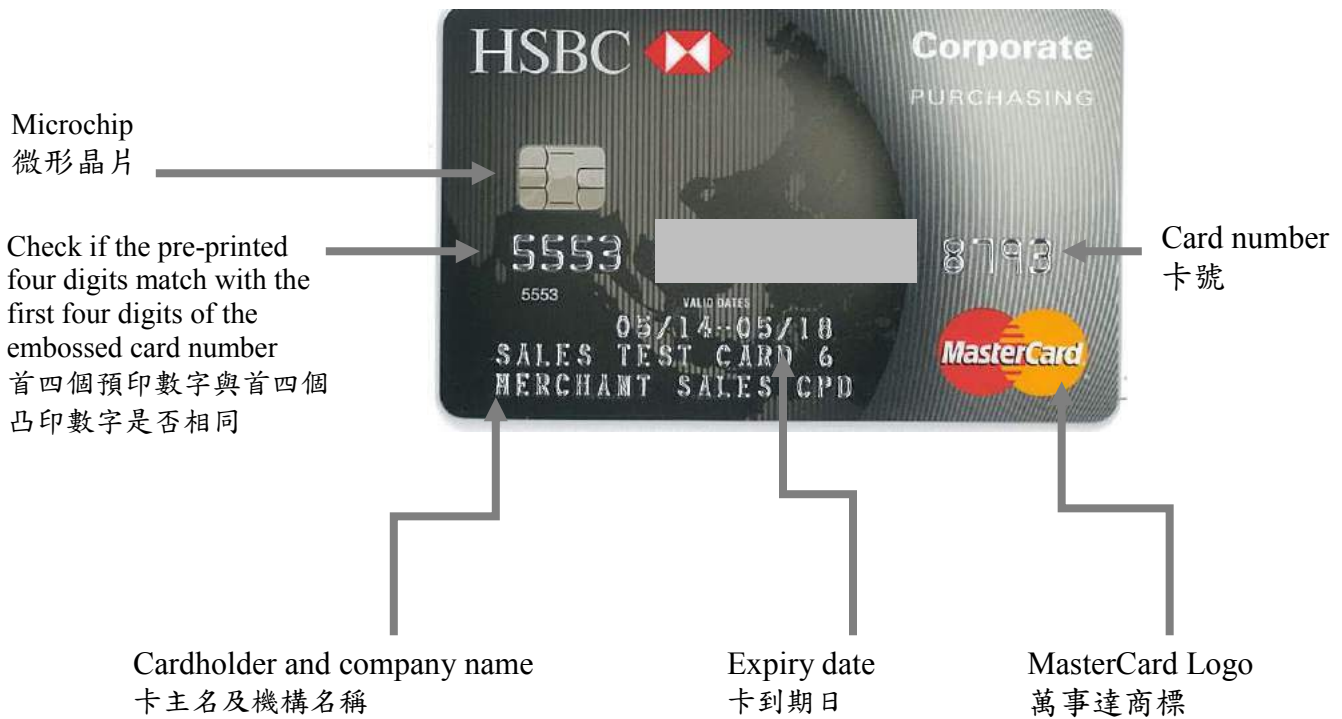 HSBC
Corporate
PURCHASING
Microchip
微形晶片
Check if the pre-printed
four digits match with the
first four digits of the
embossed card number
首四個預印數字與首四個
凸印數字是否相同
5553 8793
5553
VALID DATES
05/14-05/18
SALES TEST CARD 6
MERCHANT SALES CPD
MasterCard
Card number
卡號
Cardholder and company name
卡主名及機構名稱
Expiry date
卡到期日
MasterCard Logo
萬事達商標